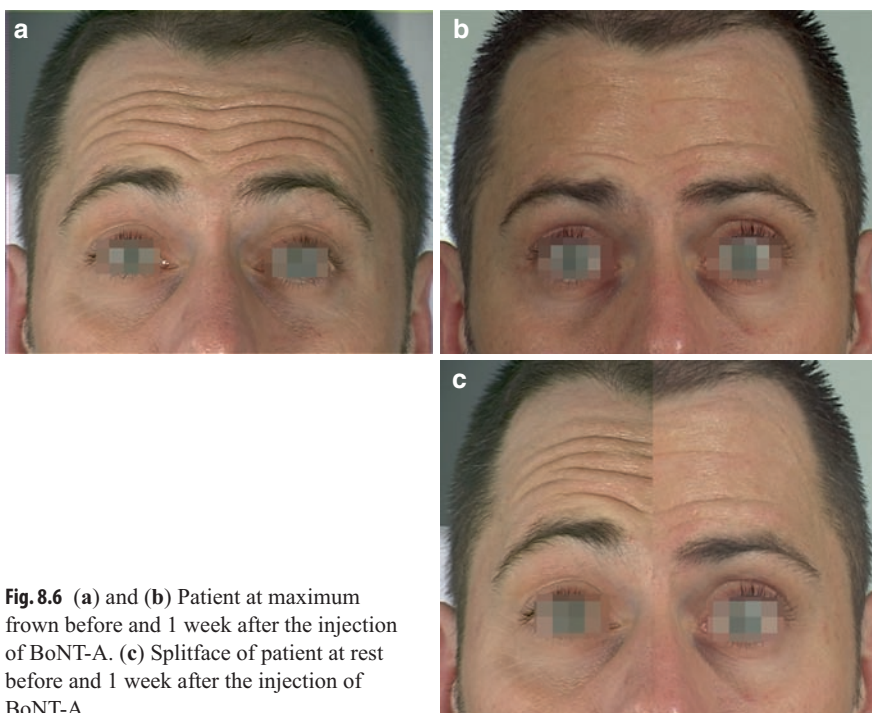 a
b
c
Fig. 8.6 (a) and (b) Patient at maximum
frown before and 1 week after the injection
of BoNT-A. (c) Splitface of patient at rest
before and 1 week after the injection of
BoNT-A